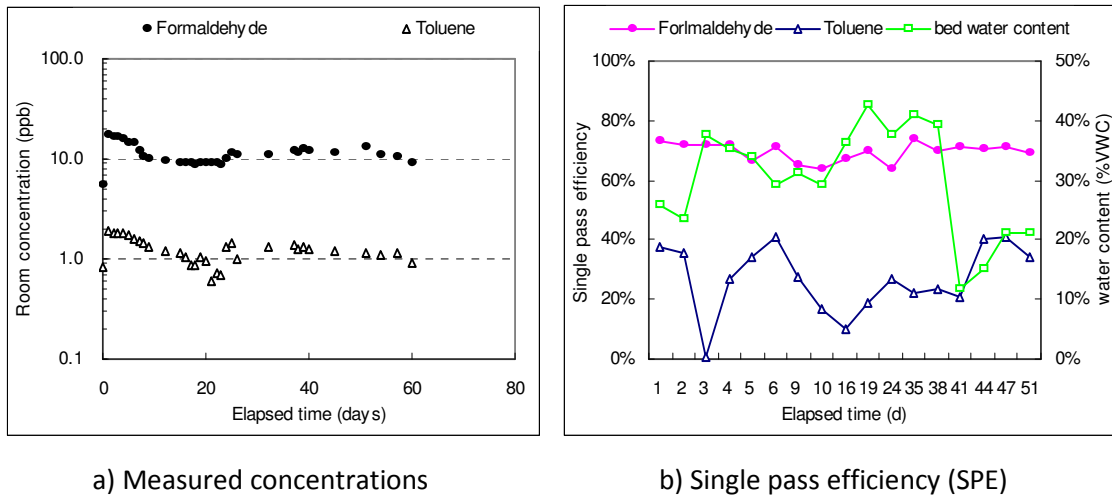 Formaldehyde Toluene
100.0
10.0
1.0
0.1
Room concentration (ppb)
0 20 40 60 80
Elapsed time (days)
a) Measured concentrations
Forlmaldehyde Toluene bed water content
100%
80%
60%
40%
20%
0%
Single pass efficiency
50%
40%
30%
20%
10%
0%
water content (%VWC)
1 2 3 4 5 6 9 10 16 19 24 35 38 41 44 47 51
Elapsed time (d)
b) Single pass efficiency (SPE)